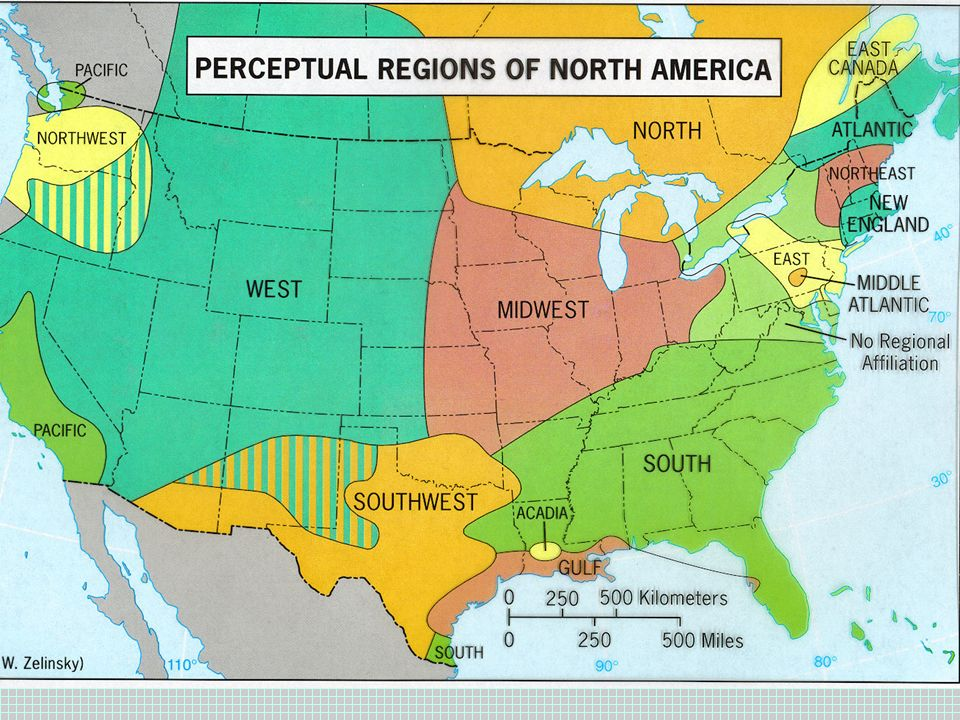 PERCEPTUAL REGIONS OF NORTH AMERICA
EAST
CANADA
PACIFIC
NORTH
ATLANTIC
NORTHWEST
NORTHEAST
NEW
ENGLAND
40°
EAST
WEST
MIDDLE
ATLANTIC
MIDWEST
70°
No Regional
Affiliation
PACIFIC
SOUTH
30°
SOUTHWEST
ACADIA
GULF
0 250 500 Kilometers
0 250 500 Miles
SOUTH
W. Zelinsky)
110°
90°
80°